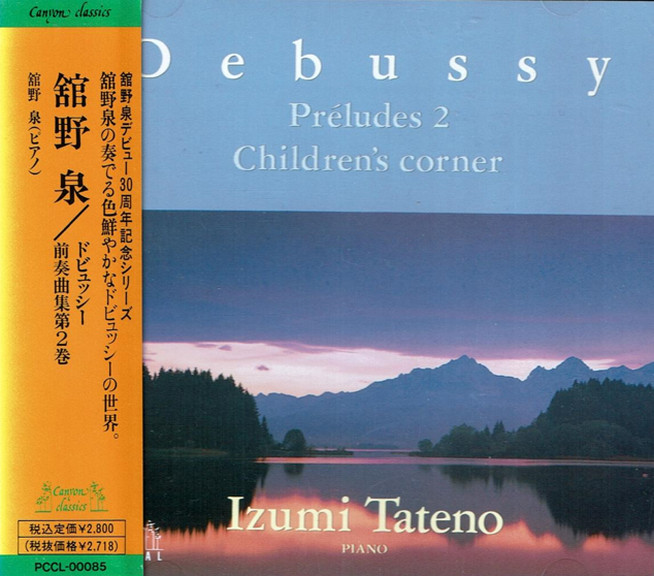 Canyon classics
舘野泉デビュー30周年記念シリーズ
舘野泉の奏でる色鮮やかなドビュッシーの世界。
舘野 泉/ドビュッシー
前奏曲集第2巻
舘野 泉(ピアノ)
Canyon classics
税込定価¥2,800
(税抜価格¥2,718)
PCCL-00085
Debussy
Préludes 2
Children's corner
Izumi Tateno
PIANO